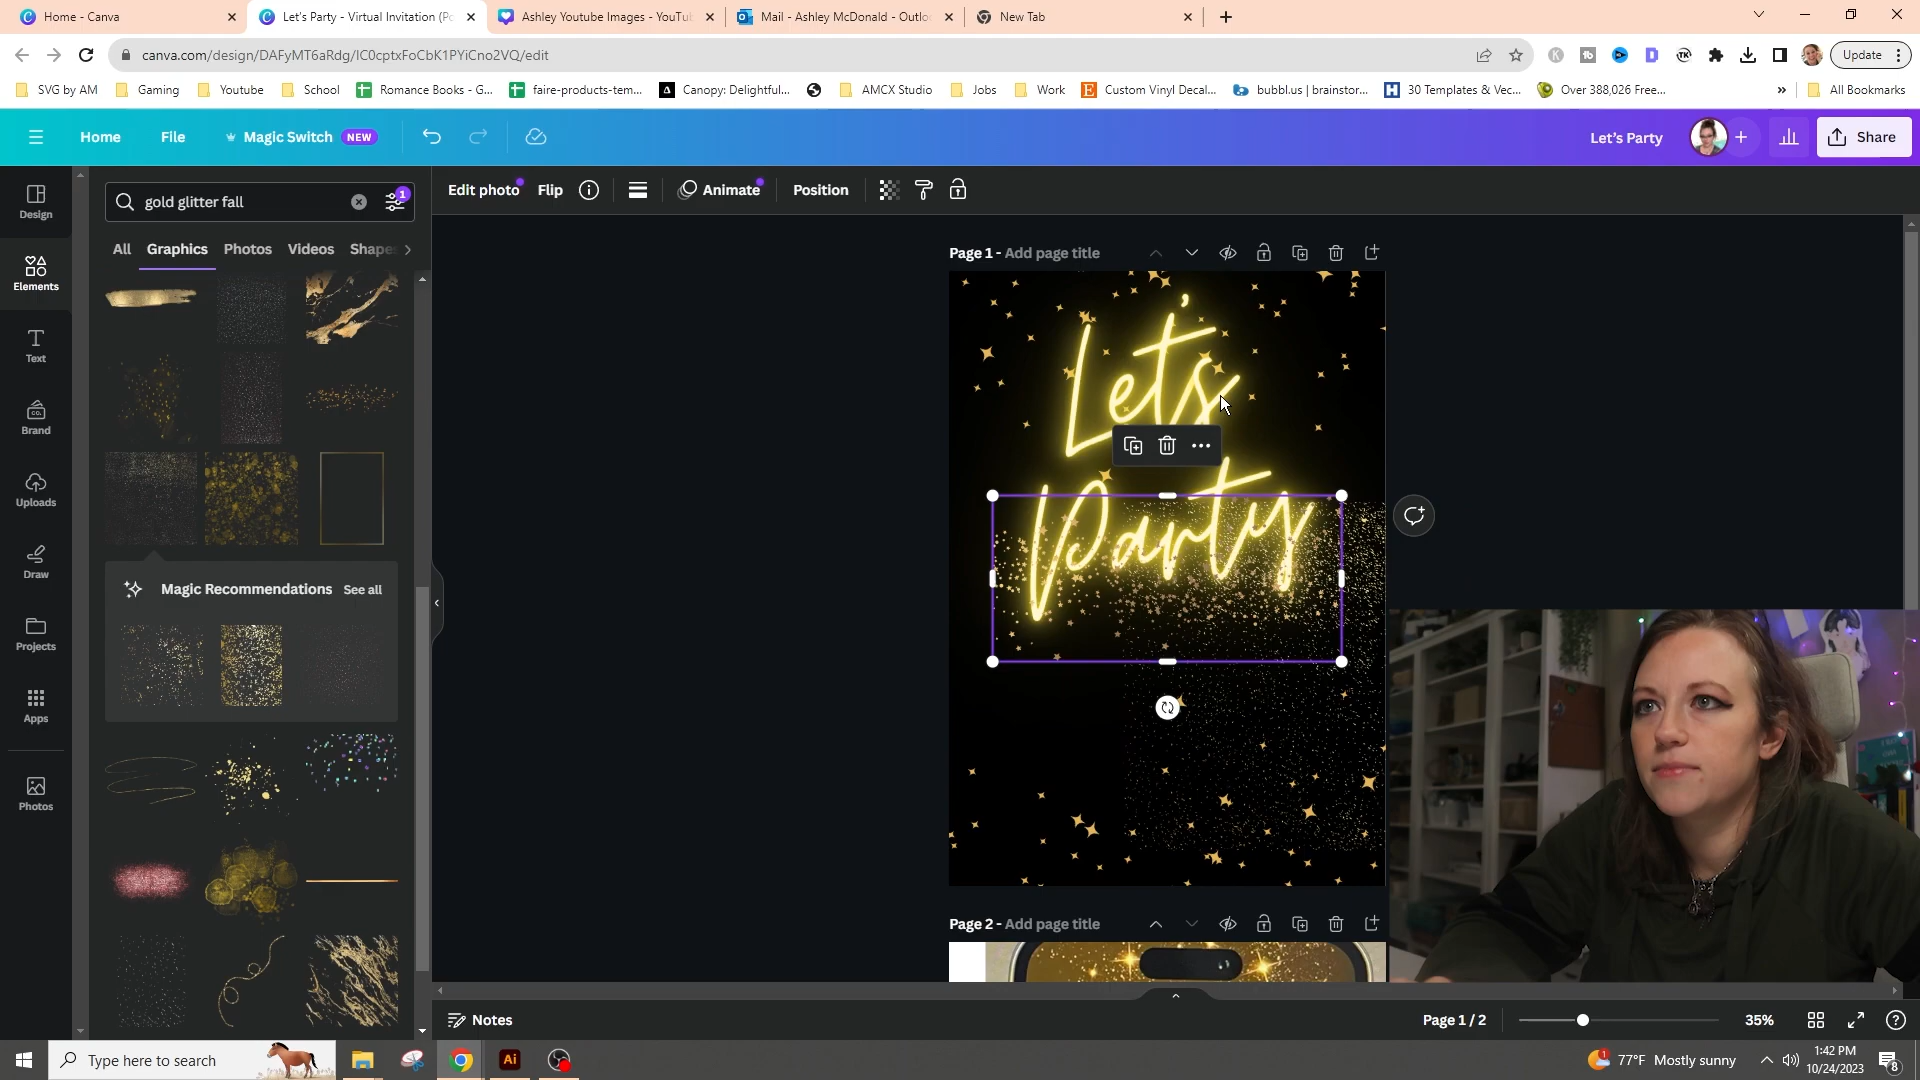 Home - Canva
Let's Party - Virtual Invitation (Po
Ashley Youtube Images - YouTu
Mail - Ashley McDonald - Outlo
New Tab
canva.com/design/DAFyMT6aRdg/IC0cptxFoCbK1PYiCno2VQ/edit
Update
SVG by AM
Gaming
Youtube
School
Romance Books - G...
faire-products-tem...
Canopy: Delightful...
AMCX Studio
Jobs
Work
Custom Vinyl Decal...
bubbl.us | brainstor...
30 Templates & Vec...
Over 388,026 Free...
All Bookmarks
Home
File
Magic Switch
NEW
Let's Party
Share
Design
Elements
Text
Brand
Uploads
Draw
Projects
Apps
Photos
gold glitter fall
1
All
Graphics
Photos
Videos
Shapes
Magic Recommendations
See all
Edit photo
Flip
Animate
Position
Page 1 - Add page title
Let's
Party
Page 2 - Add page title
Notes
Page 1 / 2
35%
Type here to search
Ai
1
77°F Mostly sunny
1:42 PM
10/24/2023
8